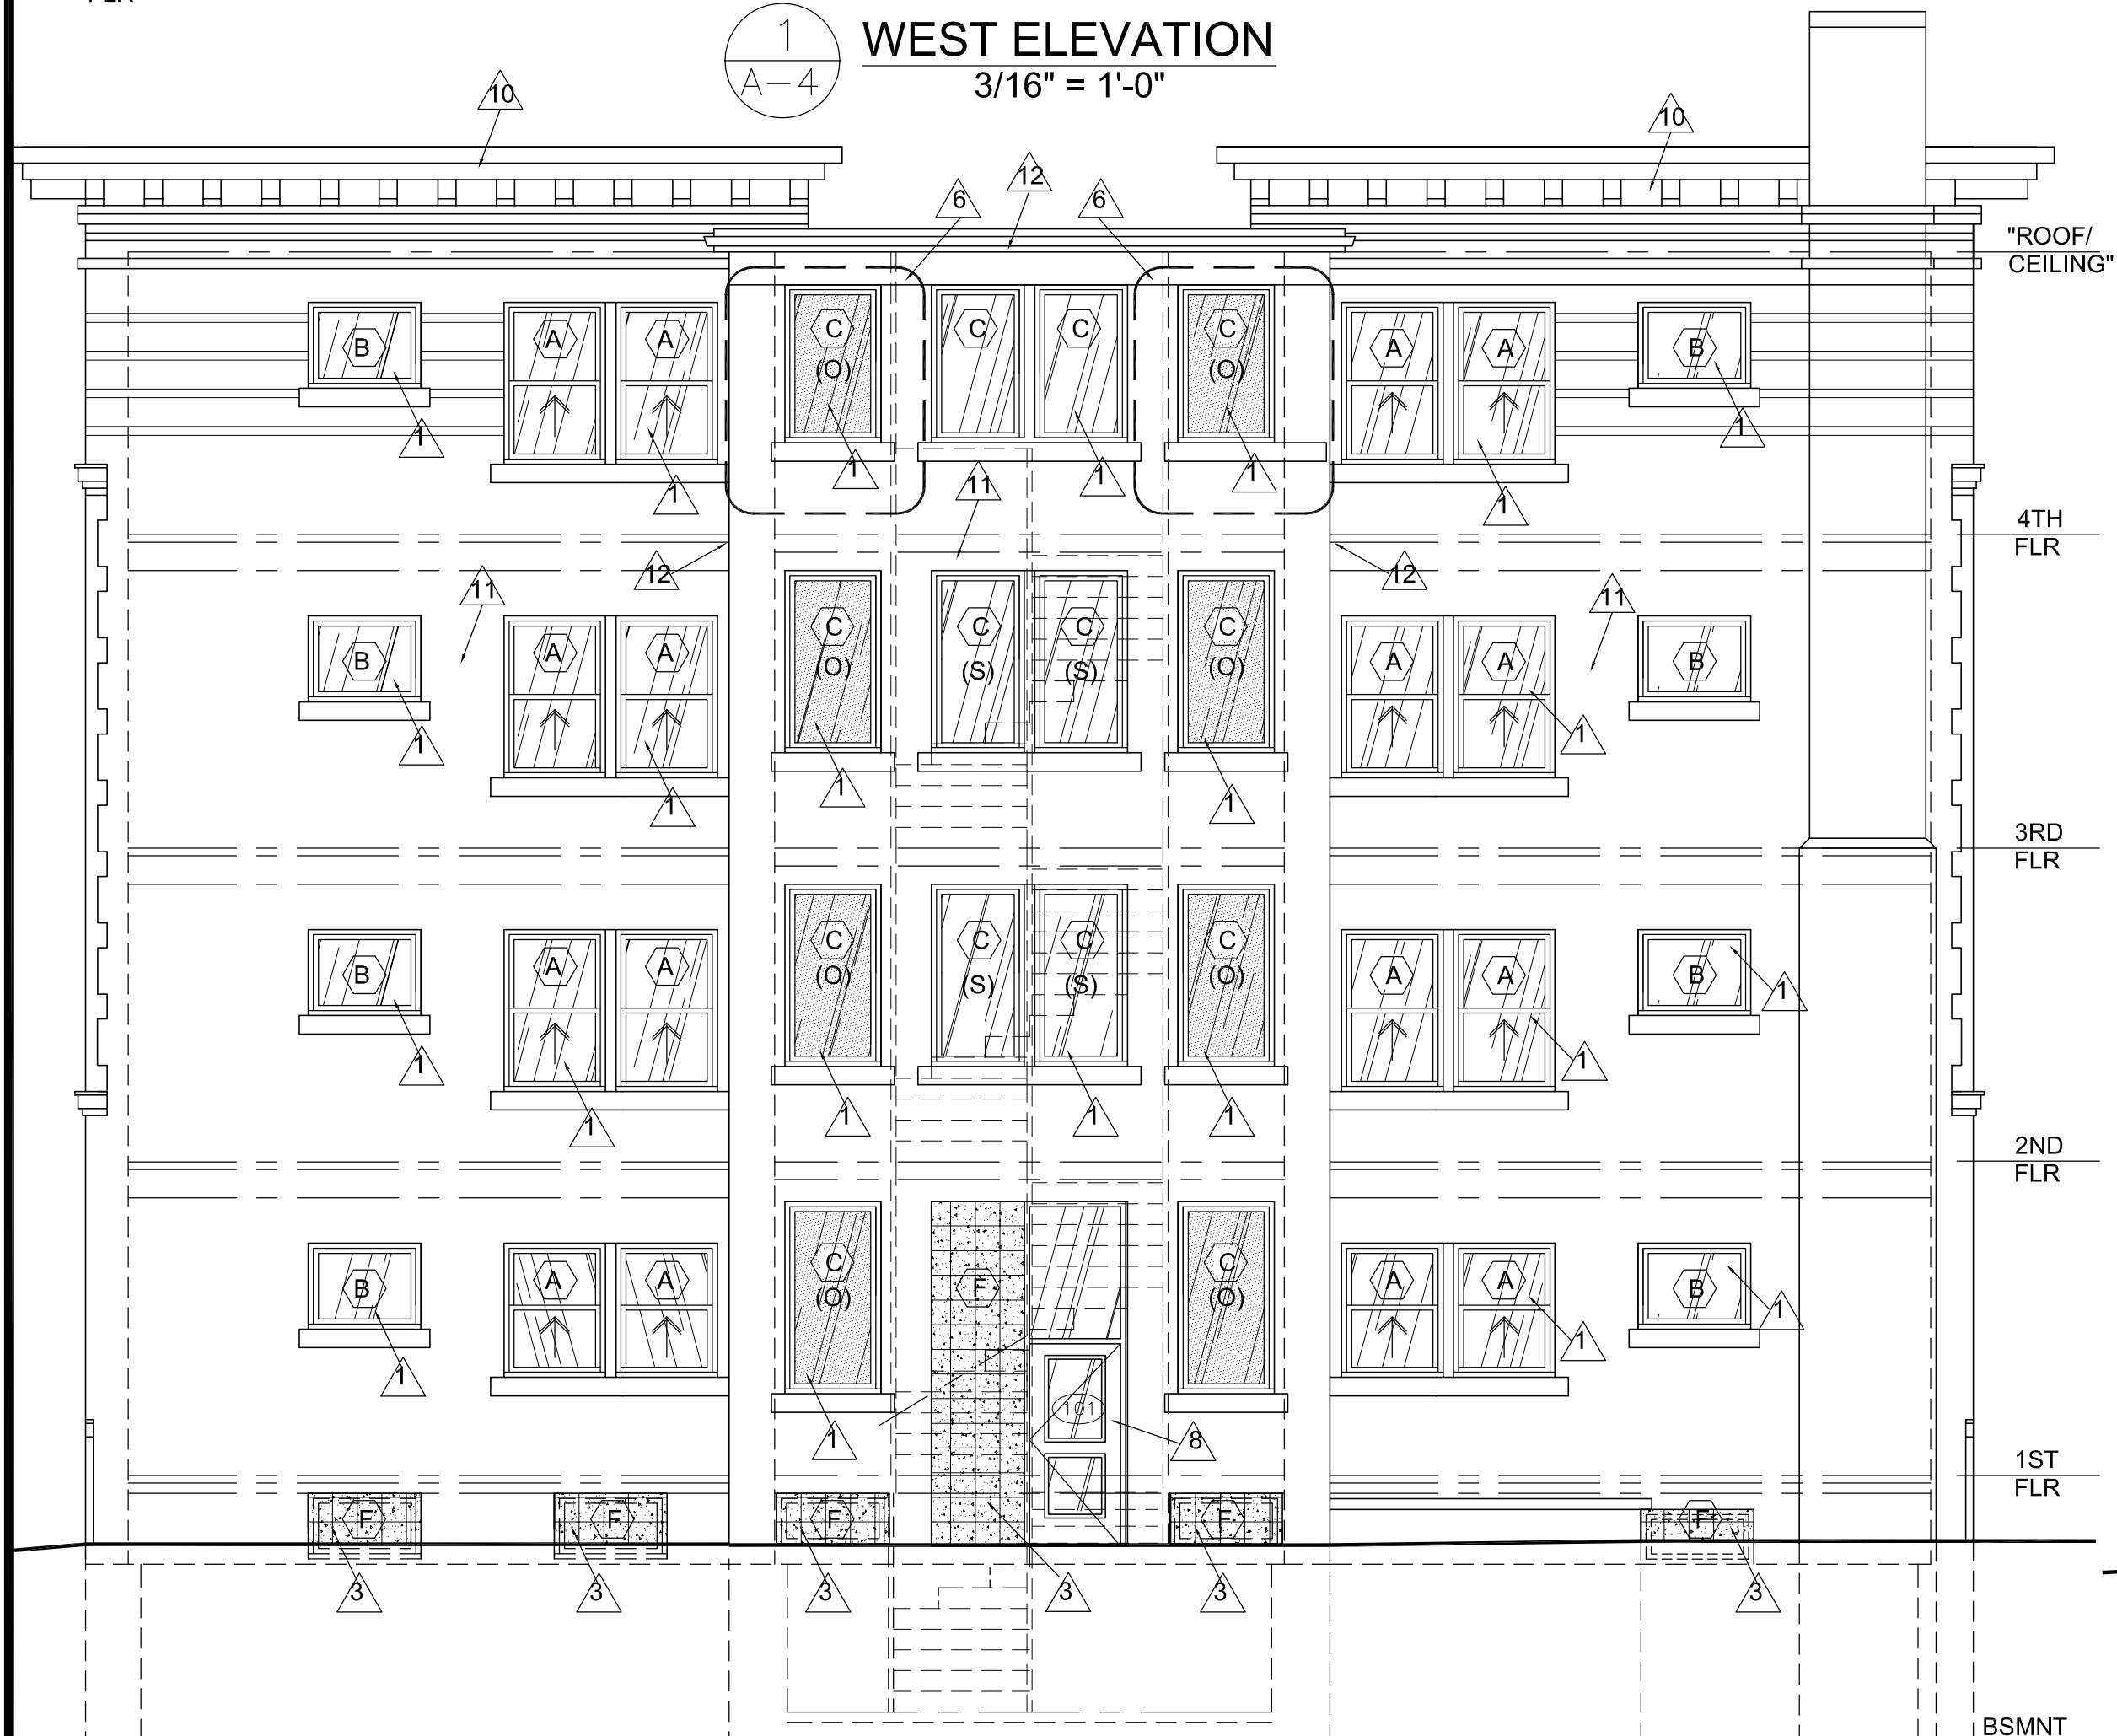 1
A-4
WEST ELEVATION
3/16" = 1'-0"
10
10
12
6
6
"ROOF/
CEILING"
B
A
A
C
(O)
C
C
C
(O)
A
A
B
1
1
1
1
1
1
1
11
4TH
FLR
12
12
11
11
B
A
A
C
(O)
C
(S)
C
(S)
C
(O)
A
A
B
1
1
1
1
1
3RD
FLR
B
A
A
C
(O)
C
(S)
C
(S)
C
(O)
A
A
B
1
1
1
1
1
1
1
1
2ND
FLR
B
A
A
C
(O)
F
C
(O)
A
A
B
1
1
1
1
101
8
1ST
FLR
F
F
F
F
F
3
3
3
3
3
3
BSMNT